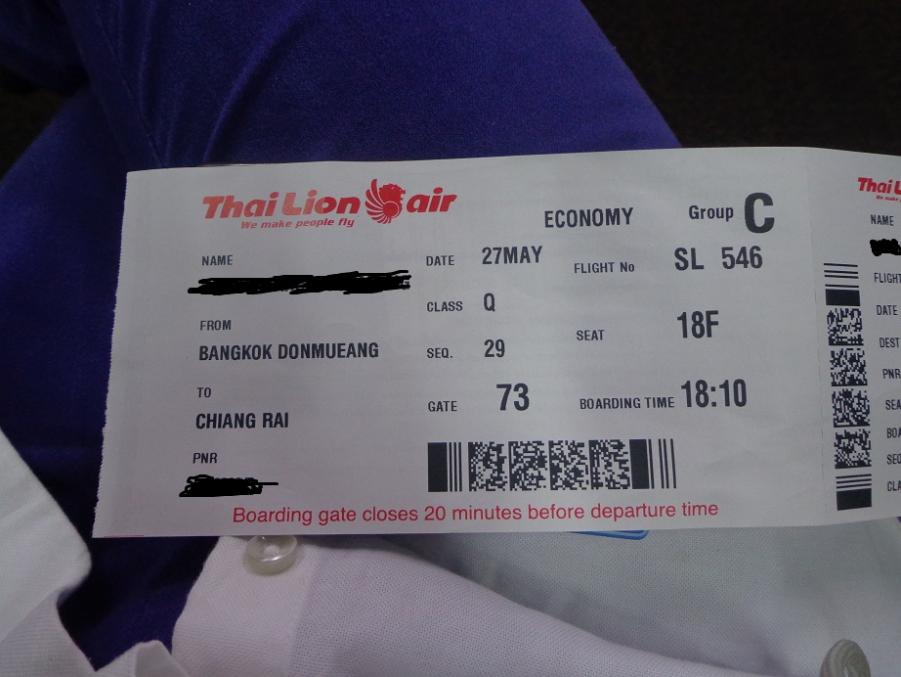 Thai Lion air
We make people fly
ECONOMY Group C
NAME
DATE 27MAY
FLIGHT No SL 546
CLASS Q
FROM
BANGKOK DONMUEANG
SEAT 18F
SEQ. 29
TO
CHIANG RAI
GATE 73
BOARDING TIME 18:10
PNR
Boarding gate closes 20 minutes before departure time
Thai L
NAME
FLIGHT
DATE
DEST
PNR
SEA
BOA
SEQ
CLA